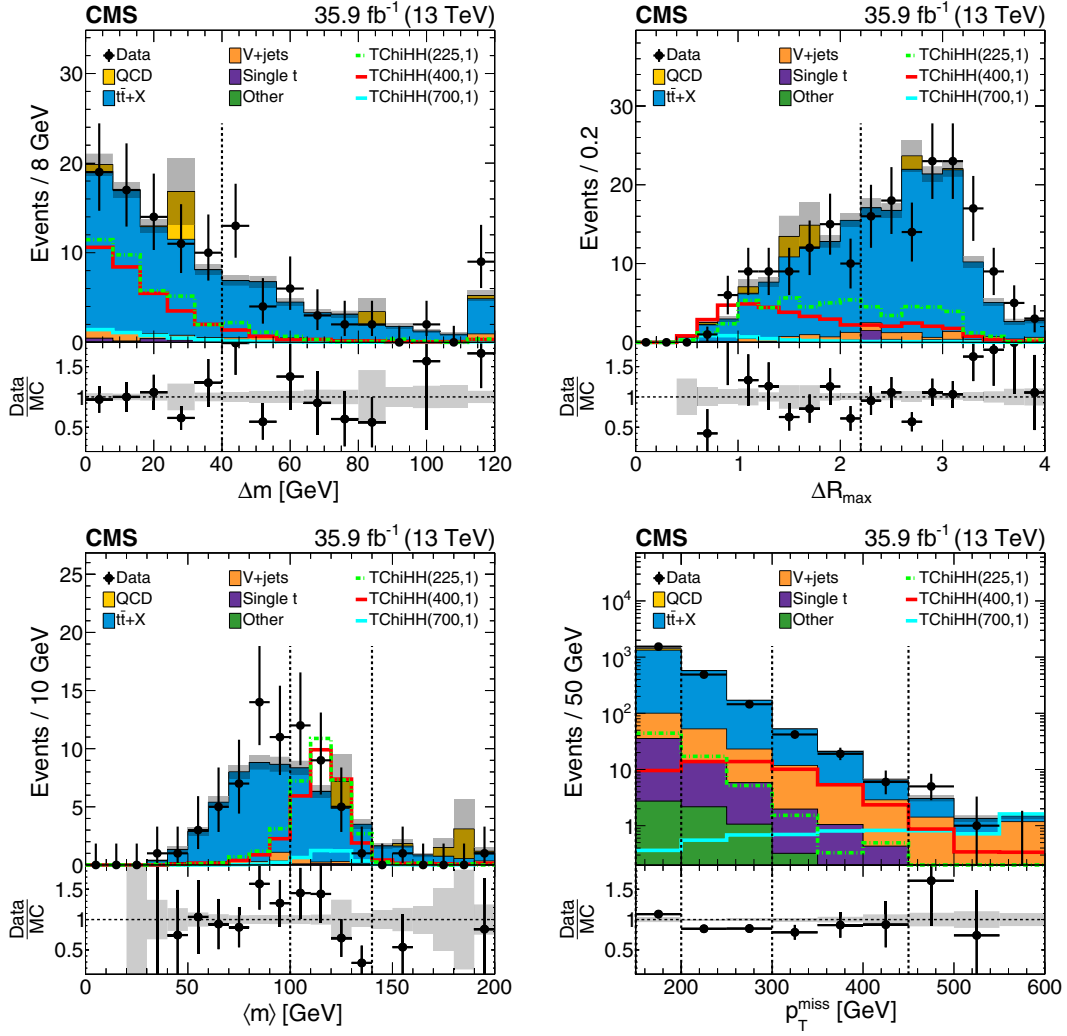 CMS 35.9 fb⁻¹ (13 TeV)
Events / 8 GeV
30
20
10
0
Data
QCD
tt̄+X
V+jets
Single t
Other
TChiHH(225,1)
TChiHH(400,1)
TChiHH(700,1)
Data
MC
1.5
1
0.5
0 20 40 60 80 100 120
Δm [GeV]
CMS 35.9 fb⁻¹ (13 TeV)
Events / 0.2
30
20
10
0
Data
QCD
tt̄+X
V+jets
Single t
Other
TChiHH(225,1)
TChiHH(400,1)
TChiHH(700,1)
Data
MC
1.5
1
0.5
0 1 2 3 4
ΔR_max
CMS 35.9 fb⁻¹ (13 TeV)
Events / 10 GeV
25
20
15
10
5
0
Data
QCD
tt̄+X
V+jets
Single t
Other
TChiHH(225,1)
TChiHH(400,1)
TChiHH(700,1)
Data
MC
1.5
1
0.5
0 50 100 150 200
⟨m⟩ [GeV]
CMS 35.9 fb⁻¹ (13 TeV)
Events / 50 GeV
10⁵
10⁴
10³
10²
10
1
Data
QCD
tt̄+X
V+jets
Single t
Other
TChiHH(225,1)
TChiHH(400,1)
TChiHH(700,1)
Data
MC
1.5
1
0.5
200 300 400 500 600
p_T^miss [GeV]